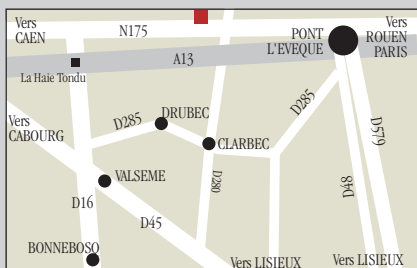 Vers
CAEN
N175
PONT
L'EVEQUE
Vers
ROUEN
PARIS
A13
La Haie Tondu
Vers
CABOURG
D285
DRUBEC
D285
CLARBEC
D579
VALSEME
D280
D48
D16
D45
BONNEBOSO
Vers LISIEUX
Vers LISIEUX